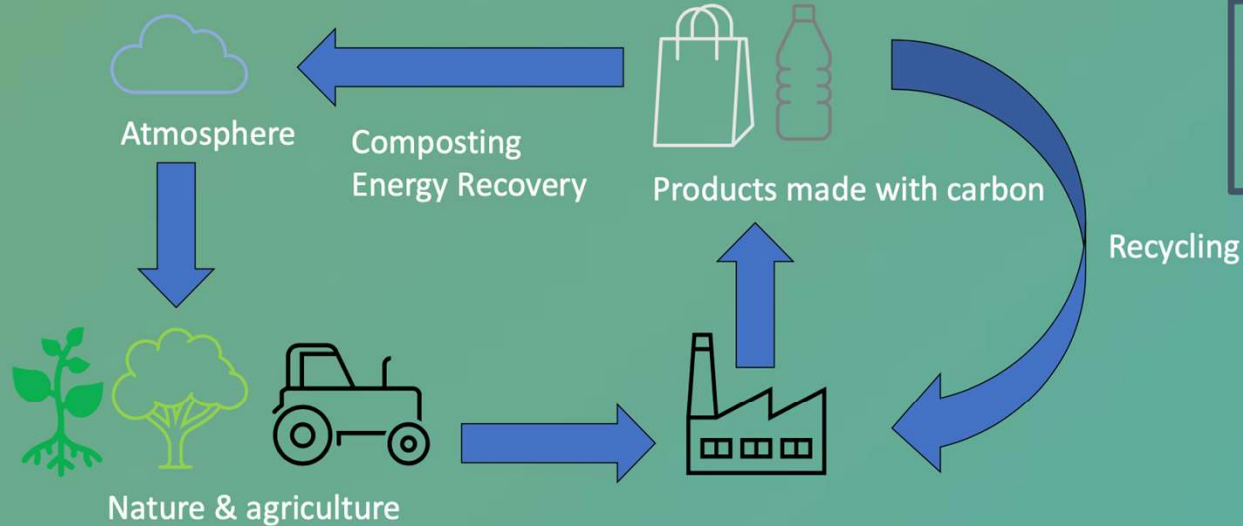 Atmosphere
Composting
Energy Recovery
Products made with carbon
Recycling
Nature & agriculture